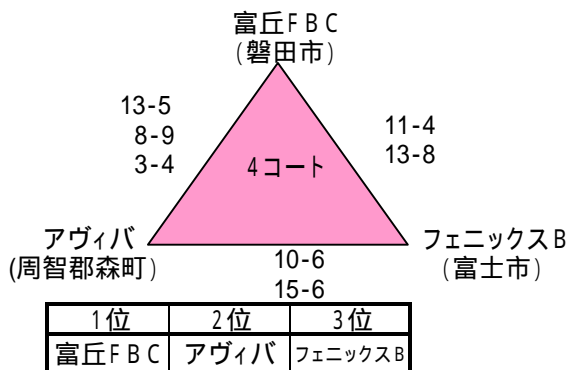 富丘FBC
(磐田市)
13-5
8-9
3-4
11-4
13-8
4コート
アヴィバ
(周智郡森町)
フェニックスB
(富士市)
10-6
15-6
1位 2位 3位
富丘FBC アヴィバ フェニックスB